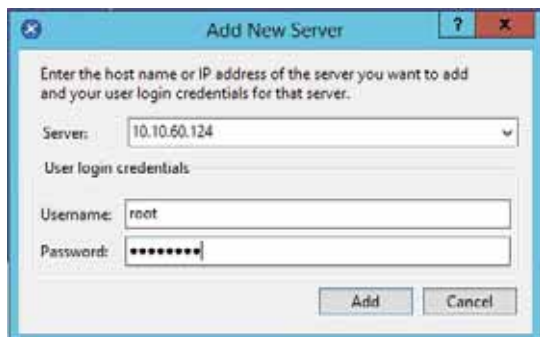 Add New Server
?
x
Enter the host name or IP address of the server you want to add
and your user login credentials for that server.
Server: 10.10.60.124
User login credentials
Username: root
Password: ●●●●●●●●
Add Cancel